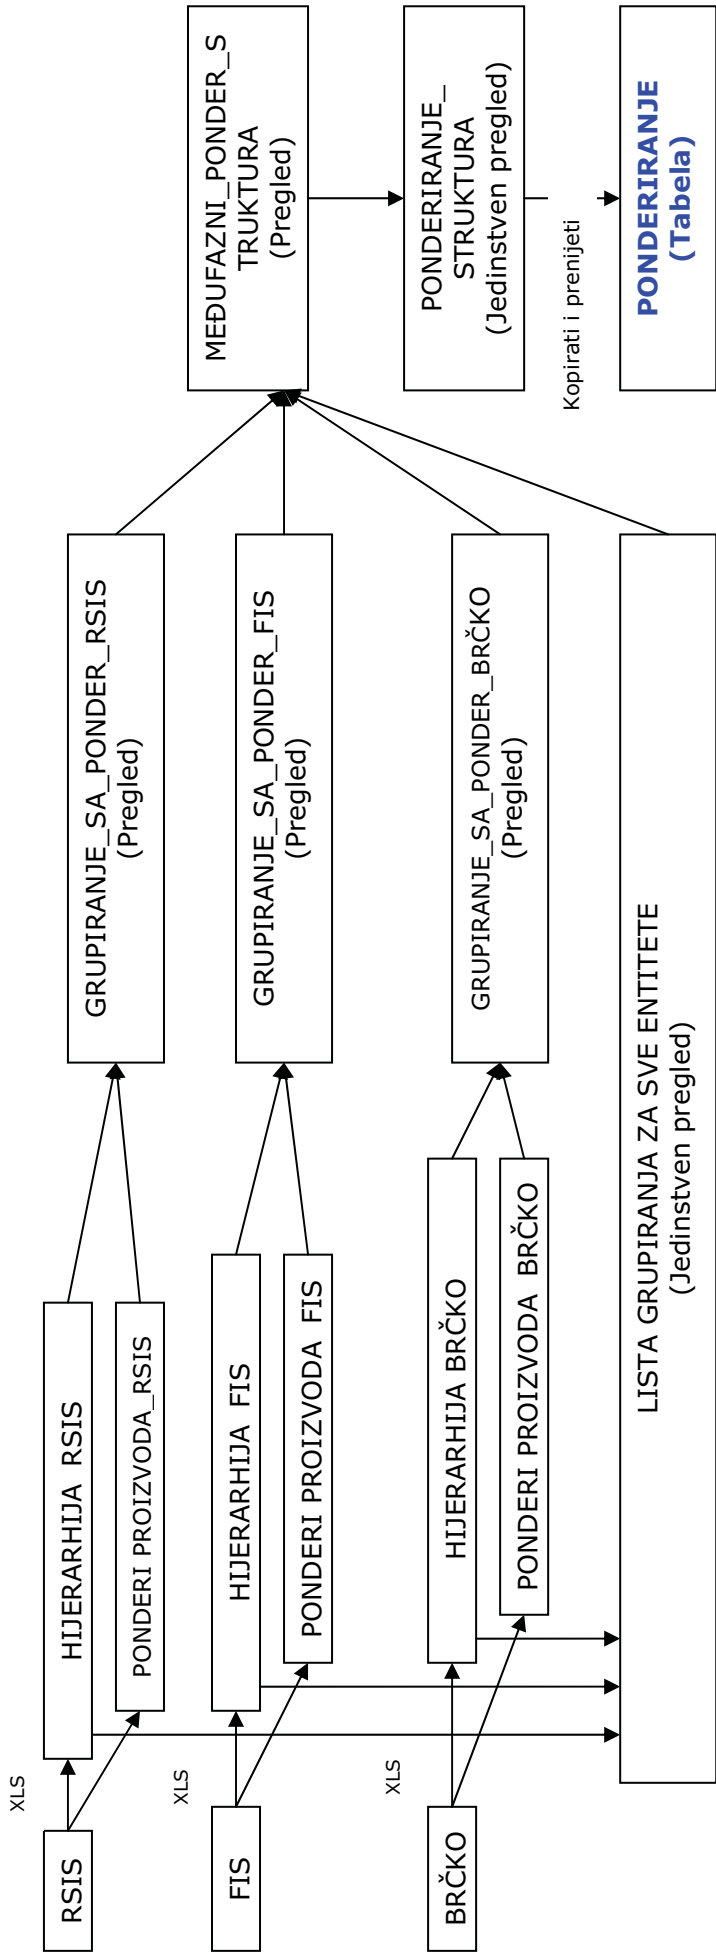 XLS
RSIS
HIJERARHIJA RSIS
PONDERI PROIZVODA_RSIS
GRUPIRANJE_SA_PONDER_RSIS
(Pregled)
XLS
FIS
HIJERARHIJA FIS
PONDERI PROIZVODA FIS
GRUPIRANJE_SA_PONDER_FIS
(Pregled)
XLS
BRČKO
HIJERARHIJA BRČKO
PONDERI PROIZVODA BRČKO
GRUPIRANJE_SA_PONDER_BRČKO
(Pregled)
LISTA GRUPIRANJA ZA SVE ENTITETE
(Jedinstven pregled)
MEĐUFAZNI_PONDER_S
TRUKTURA
(Pregled)
PONDERIRANJE_
STRUKTURA
(Jedinstven pregled)
Kopirati i prenijeti
PONDERIRANJE
(Tabela)